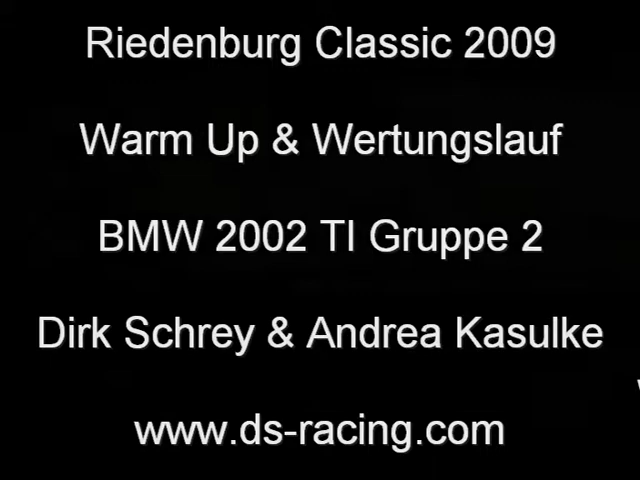 Riedenburg Classic 2009
Warm Up & Wertungslauf
BMW 2002 TI Gruppe 2
Dirk Schrey & Andrea Kasulke
www.ds-racing.com